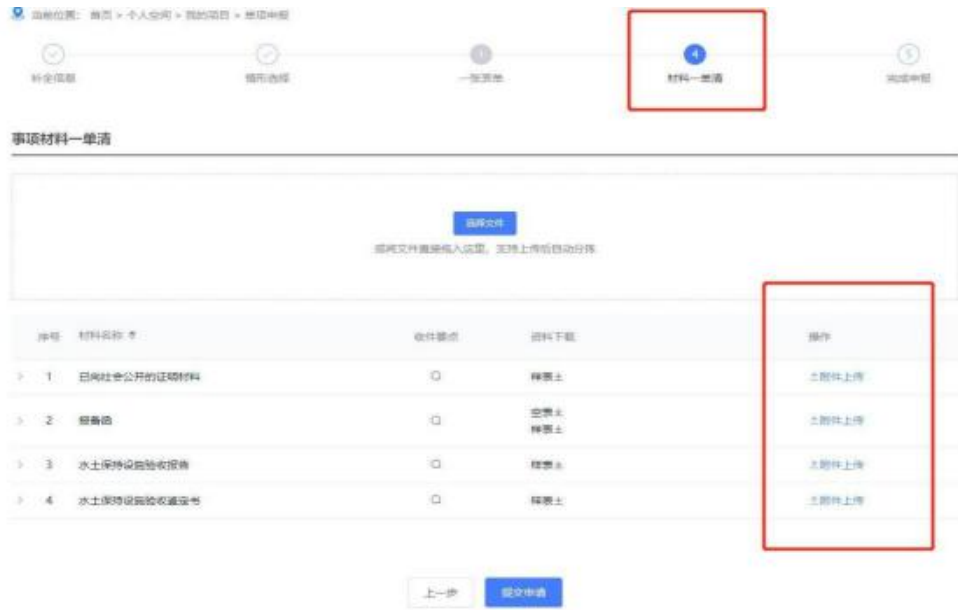 当前位置: 首页 > 个人空间 > 我的项目 > 单项申报
补全信息
情形选择
一张表单
4
材料一单清
5
完成申报
事项材料一单清
选择文件
或将文件直接拖入这里，支持上传后自动分拣
序号 材料名称 收件要点 资料下载 操作
1 已向社会公开的证明材料 样表 附件上传
2 报备函 空表 附件上传
样表
3 水土保持设施验收报告 样表 附件上传
4 水土保持设施验收鉴定书 样表 附件上传
上一步 提交申请